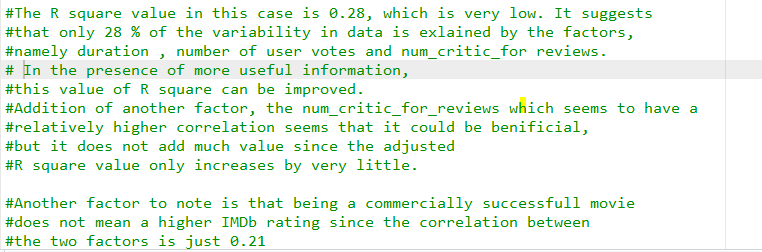 #The R square value in this case is 0.28, which is very low. It suggests
#that only 28 % of the variability in data is exlained by the factors,
#namely duration , number of user votes and num_critic_for reviews.
# In the presence of more useful information,
#this value of R square can be improved.
#Addition of another factor, the num_critic_for_reviews which seems to have a
#relatively higher correlation seems that it could be benificial,
#but it does not add much value since the adjusted
#R square value only increases by very little.
#Another factor to note is that being a commercially successfull movie
#does not mean a higher IMDb rating since the correlation between
#the two factors is just 0.21